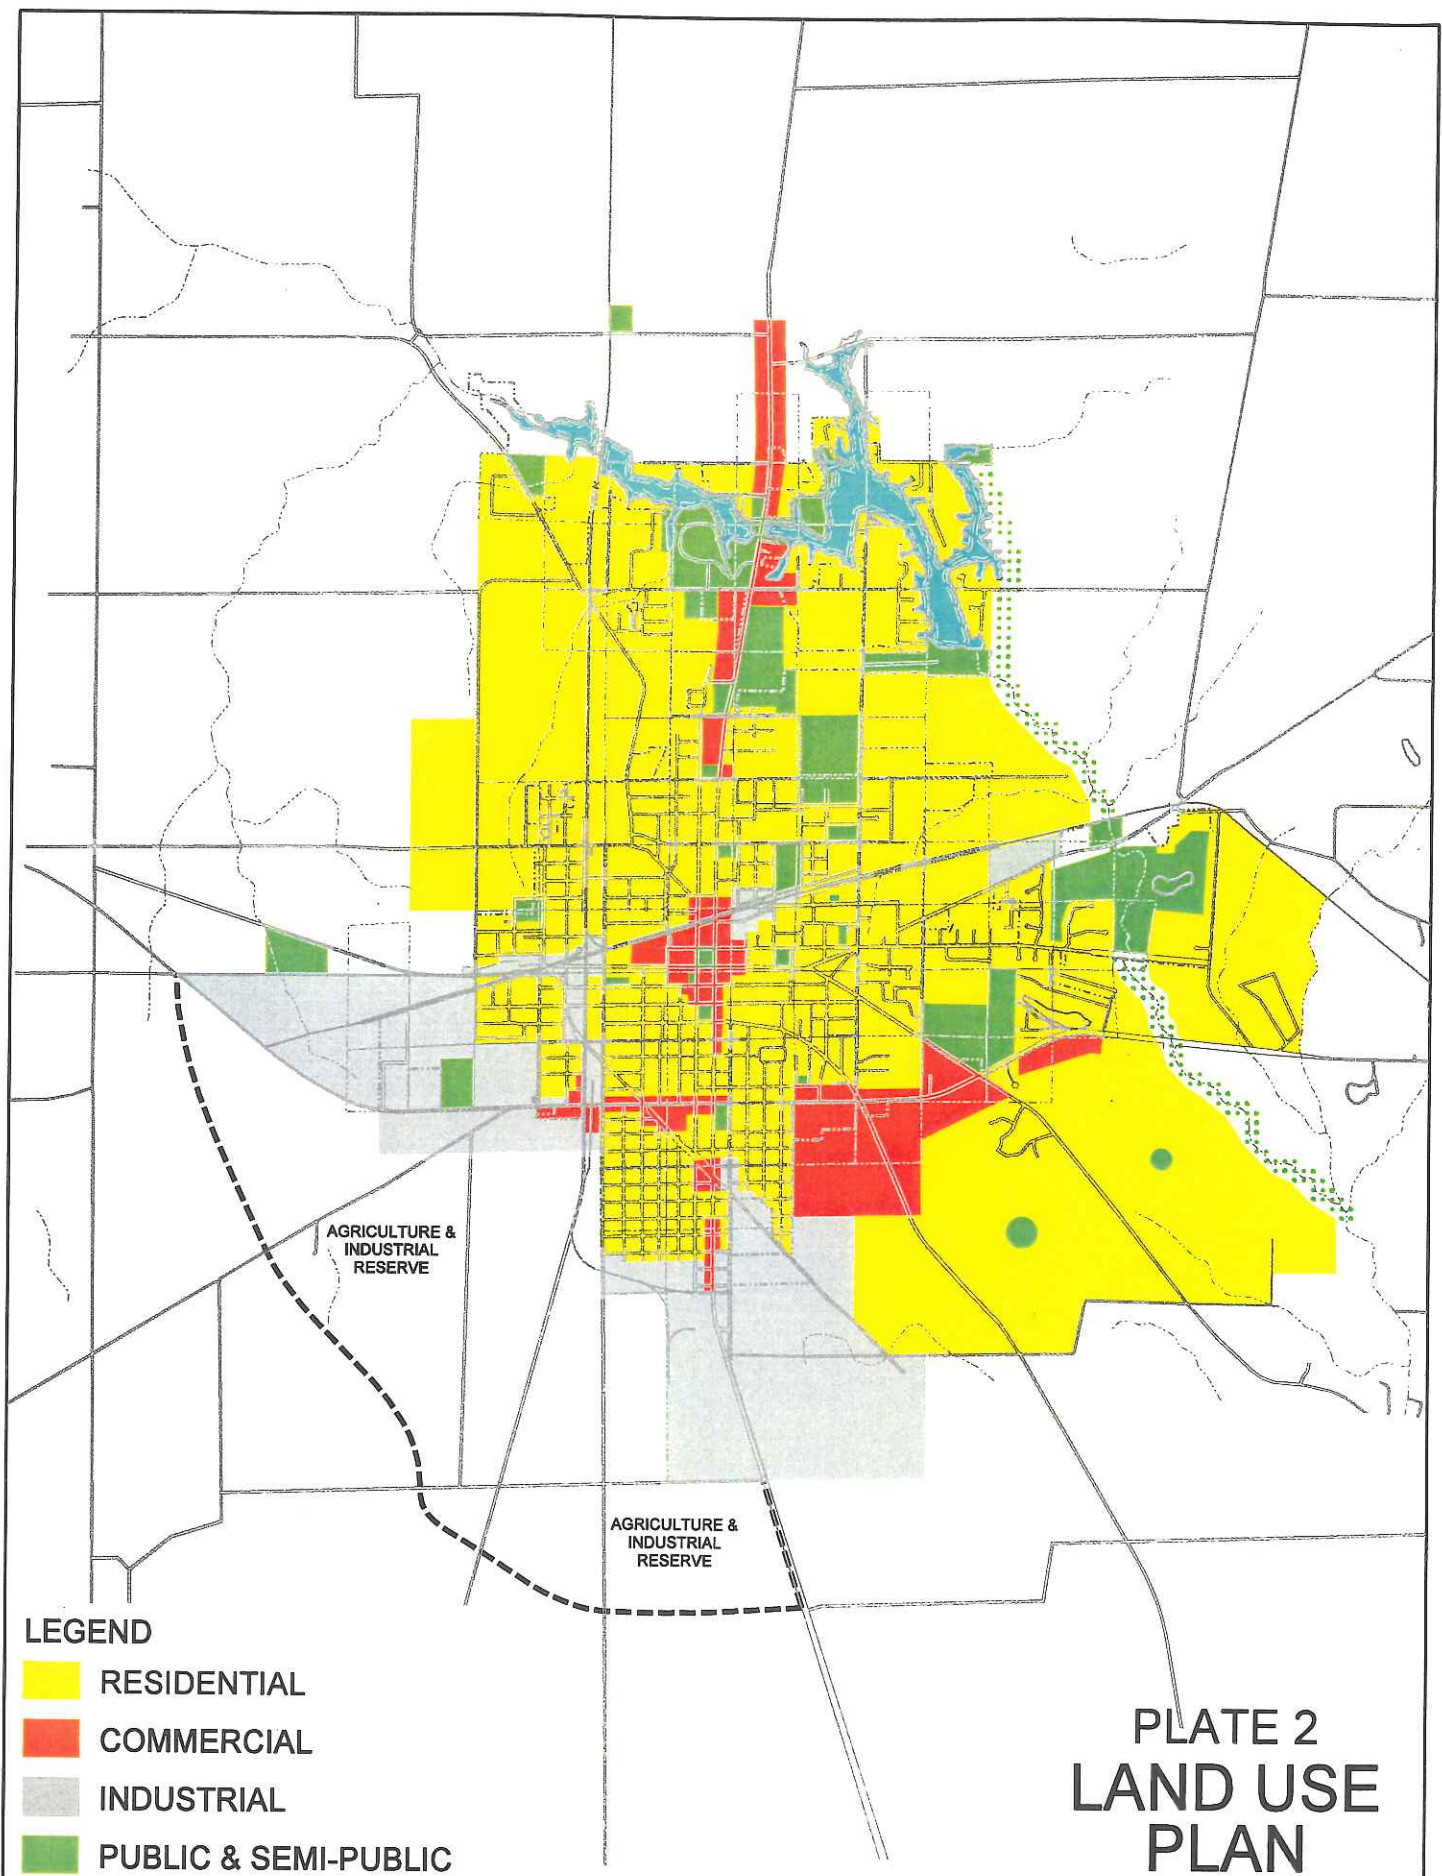 AGRICULTURE &
INDUSTRIAL
RESERVE
AGRICULTURE &
INDUSTRIAL
RESERVE
LEGEND
RESIDENTIAL
COMMERCIAL
INDUSTRIAL
PUBLIC & SEMI-PUBLIC
PLATE 2
LAND USE
PLAN